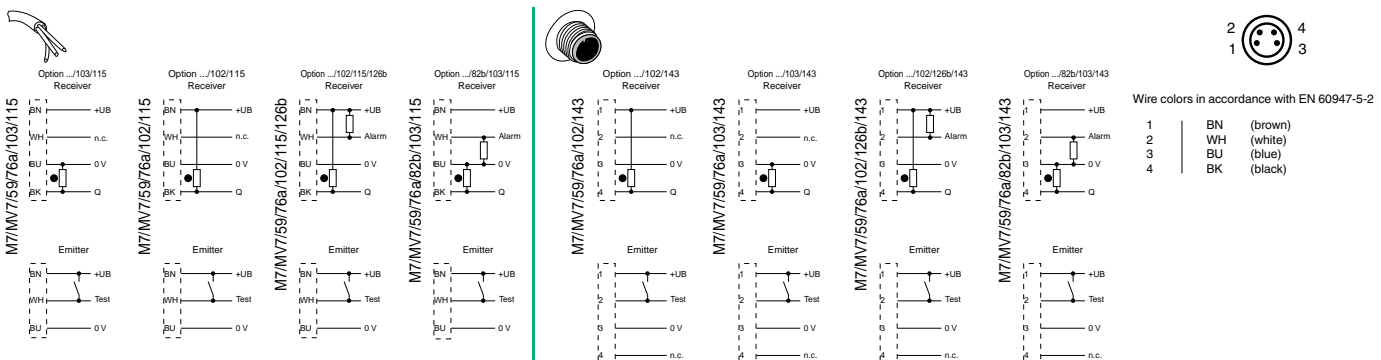 Option .../103/115
Receiver
M7/MV7/59/76a/103/115
BN +UB
WH n.c.
BU 0 V
BK Q
Emitter
BN +UB
WH Test
BU 0 V
Option .../102/115
Receiver
M7/MV7/59/76a/102/115
BN +UB
WH n.c.
BU 0 V
BK Q
Emitter
BN +UB
WH Test
BU 0 V
Option .../102/115/126b
Receiver
M7/MV7/59/76a/102/115/126b
BN +UB
WH Alarm
BU 0 V
BK Q
Emitter
BN +UB
WH Test
BU 0 V
Option .../82b/103/115
Receiver
M7/MV7/59/76a/82b/103/115
BN +UB
WH Alarm
BU 0 V
BK Q
Emitter
BN +UB
WH Test
BU 0 V
Option .../102/143
Receiver
M7/MV7/59/76a/102/143
1 +UB
2 n.c.
3 0 V
4 Q
Emitter
1 +UB
2 Test
3 0 V
4 n.c.
Option .../103/143
Receiver
M7/MV7/59/76a/103/143
1 +UB
2 n.c.
3 0 V
4 Q
Emitter
1 +UB
2 Test
3 0 V
4 n.c.
Option .../102/126b/143
Receiver
M7/MV7/59/76a/102/126b/143
1 +UB
2 Alarm
3 0 V
4 Q
Emitter
1 +UB
2 Test
3 0 V
4 n.c.
Option .../82b/103/143
Receiver
M7/MV7/59/76a/82b/103/143
1 +UB
2 Alarm
3 0 V
4 Q
Emitter
1 +UB
2 Test
3 0 V
4 n.c.
2 4
1 3
Wire colors in accordance with EN 60947-5-2
1 BN (brown)
2 WH (white)
3 BU (blue)
4 BK (black)